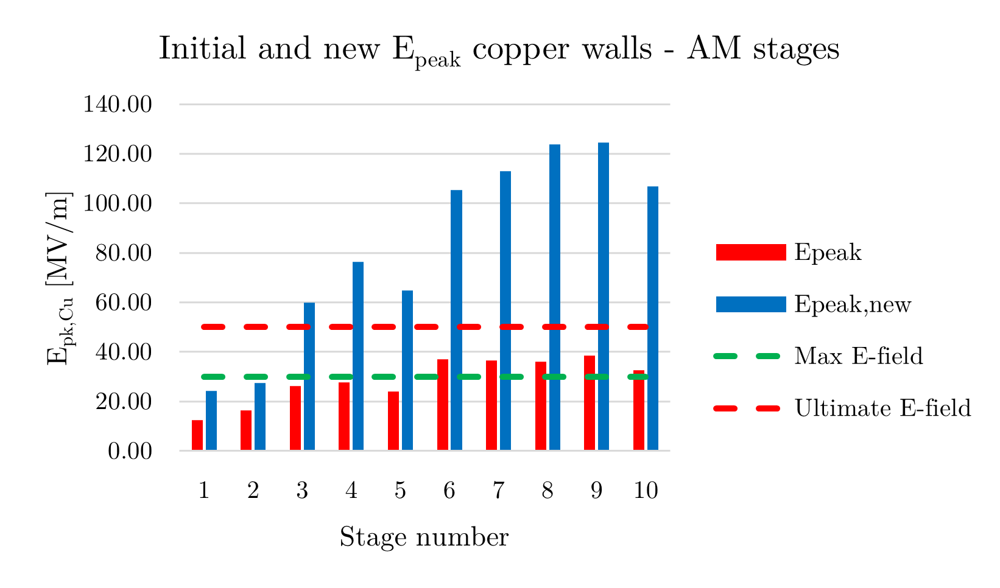 Initial and new E_peak copper walls - AM stages
140.00
120.00
100.00
80.00
60.00
40.00
20.00
0.00
E_pk,Cu [MV/m]
1 2 3 4 5 6 7 8 9 10
Stage number
Epeak
Epeak,new
Max E-field
Ultimate E-field